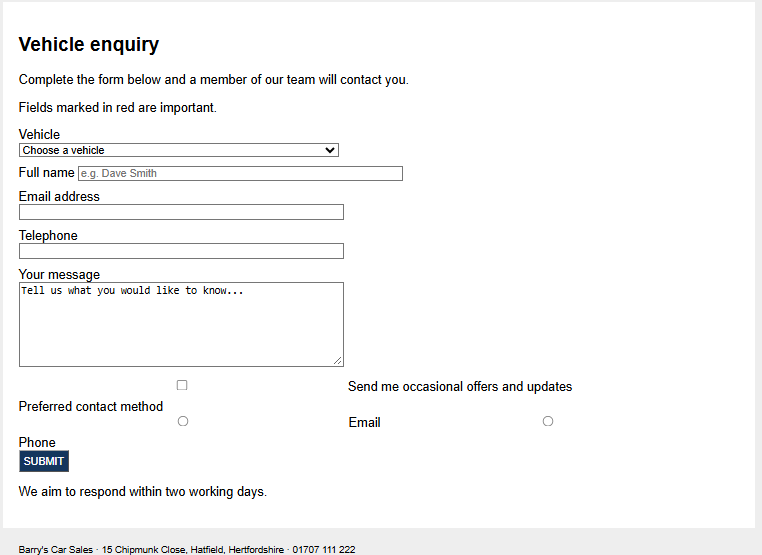 Vehicle enquiry
Complete the form below and a member of our team will contact you.
Fields marked in red are important.
Vehicle
Choose a vehicle
Full name e.g. Dave Smith
Email address
Telephone
Your message
Tell us what you would like to know...
Send me occasional offers and updates
Preferred contact method
Email
Phone
SUBMIT
We aim to respond within two working days.
Barry's Car Sales · 15 Chipmunk Close, Hatfield, Hertfordshire · 01707 111 222